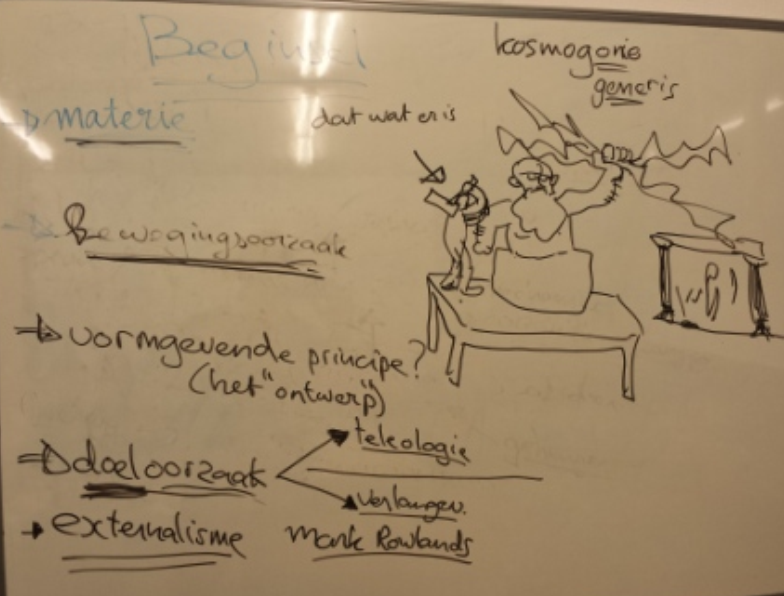 Beginsel
kosmogonie
generis
materie
dat wat er is
Bewegingsoorzaak
vormgevende principe?
(het "ontwerp")
doeloorzaak
teleologie
verlangen.
externalisme
Mark Rowlands